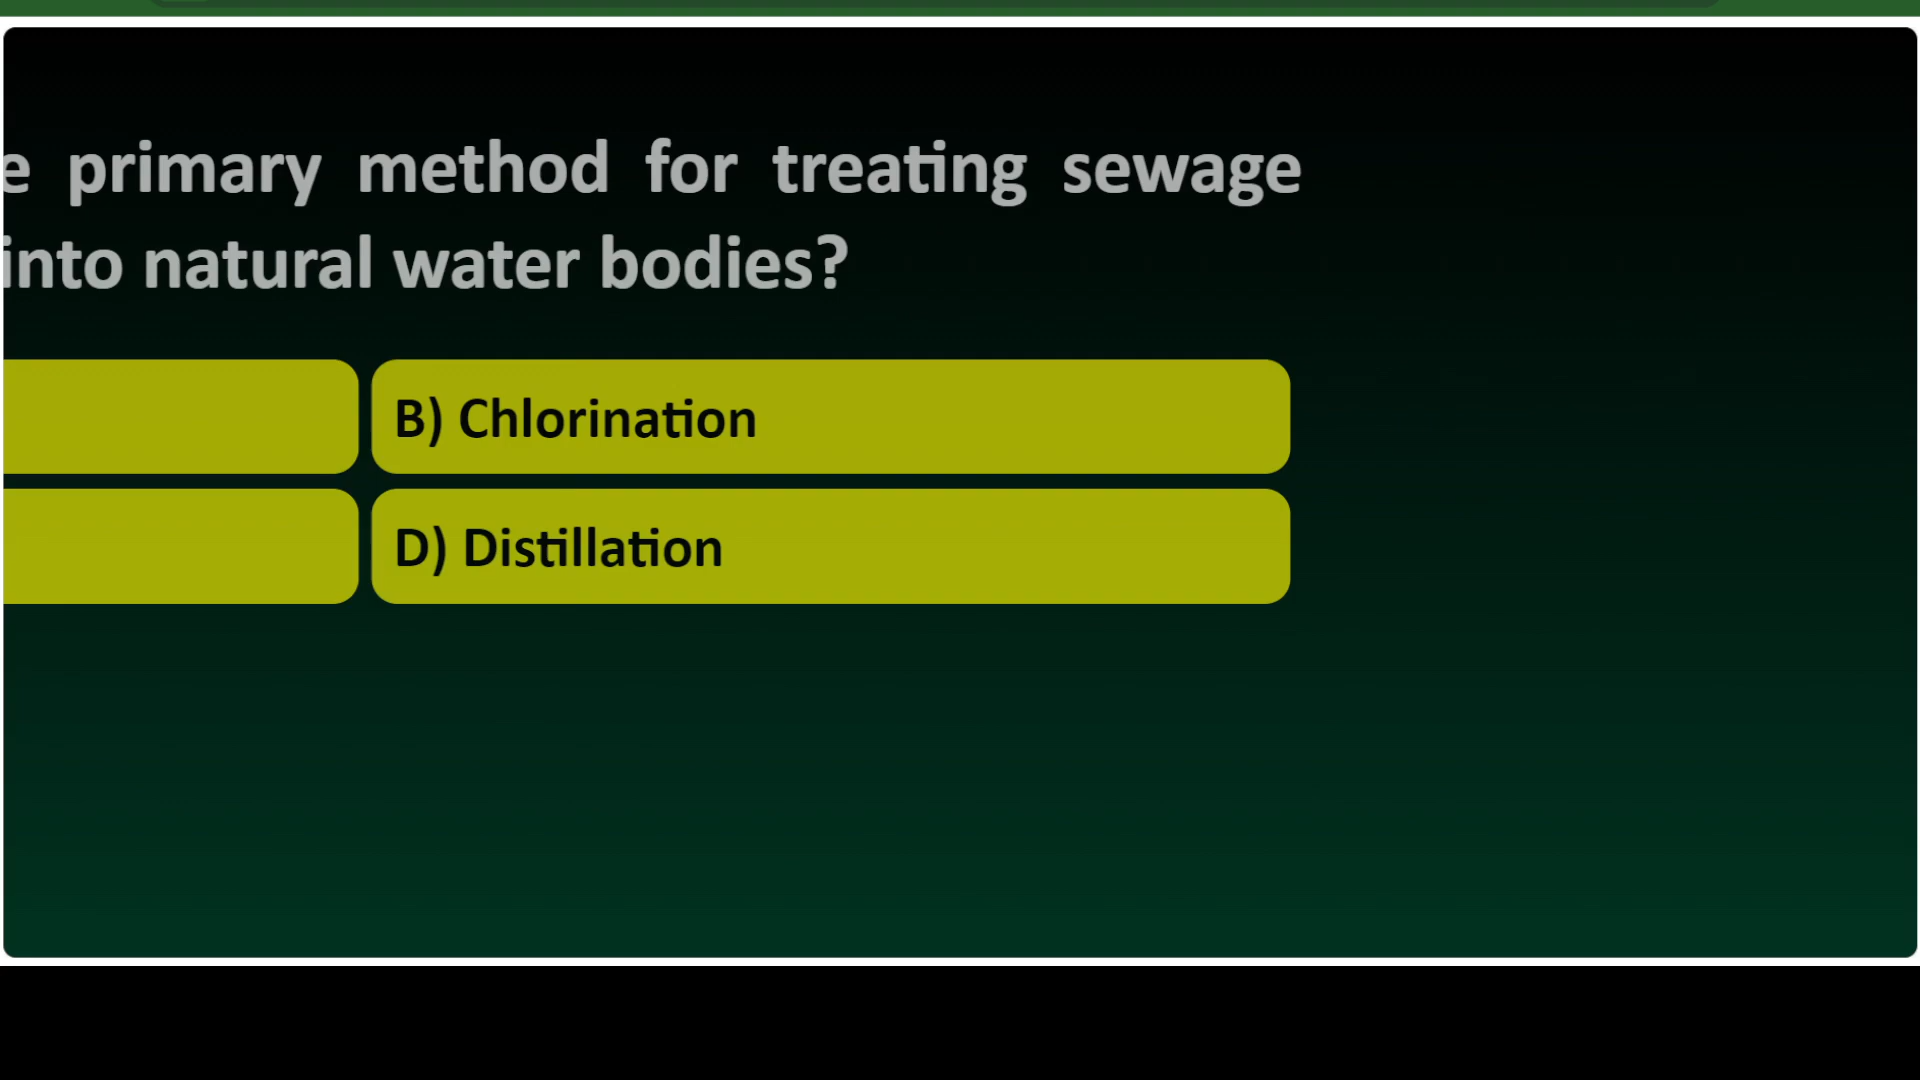 primary method for treating sewage
into natural water bodies?
B) Chlorination
D) Distillation